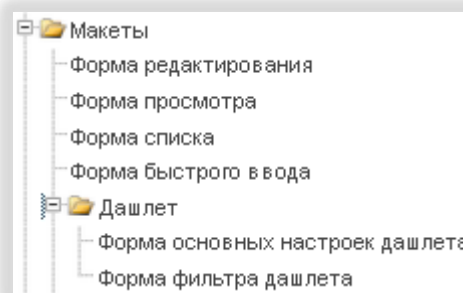 Макеты
Форма редактирования
Форма просмотра
Форма списка
Форма быстрого ввода
Дашлет
Форма основных настроек дашлета
Форма фильтра дашлета